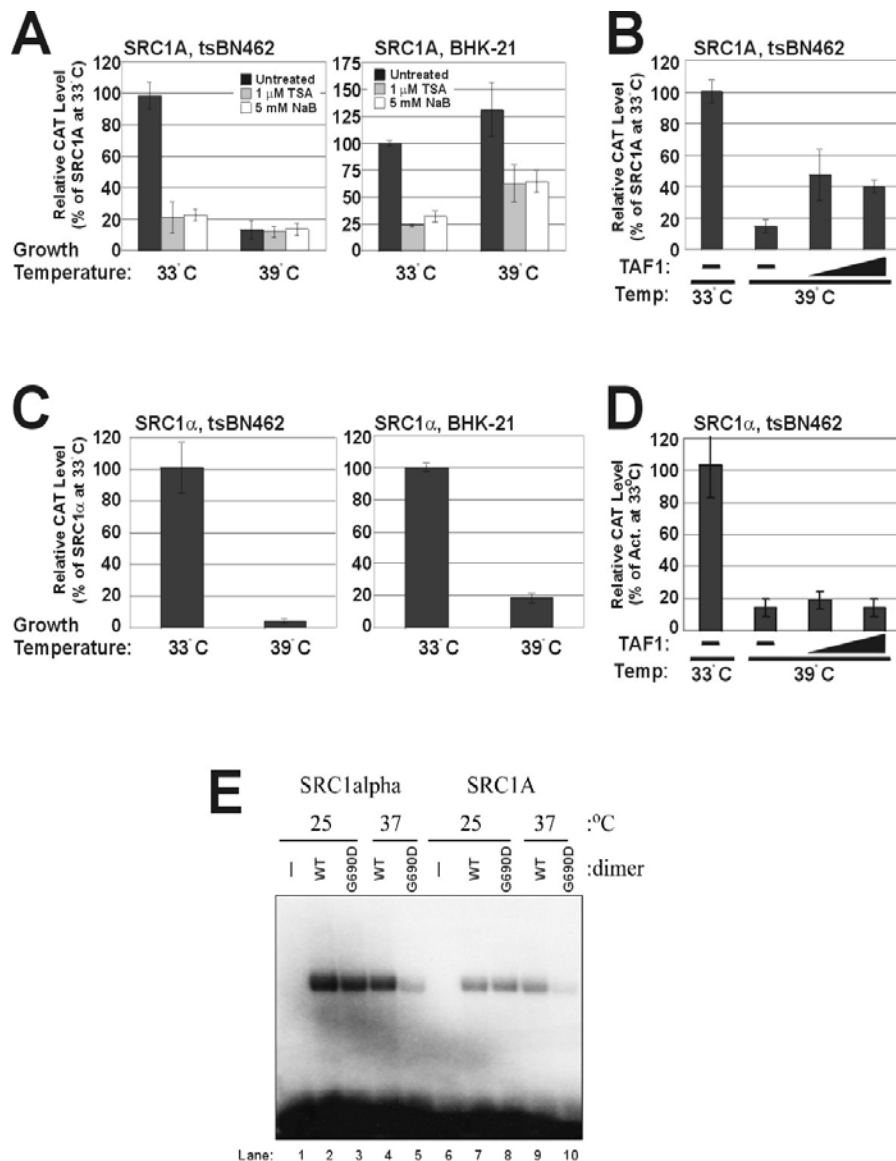 A
SRC1A, tsBN462
Relative CAT Level
(% of SRC1A at 33°C)
120
100
80
60
40
20
0
Untreated
1 µM TSA
5 mM NaB
SRC1A, BHK-21
175
150
125
100
75
50
25
0
Untreated
1 µM TSA
5 mM NaB
Growth
Temperature: 33°C 39°C 33°C 39°C
B
SRC1A, tsBN462
Relative CAT Level
(% of SRC1A at 33°C)
120
100
80
60
40
20
0
TAF1: – –
Temp: 33°C 39°C
C
SRC1α, tsBN462
Relative CAT Level
(% of SRC1α at 33°C)
120
100
80
60
40
20
0
SRC1α, BHK-21
120
100
80
60
40
20
0
Growth
Temperature: 33°C 39°C 33°C 39°C
D
SRC1α, tsBN462
Relative CAT Level
(% of Act. at 33°C)
120
100
80
60
40
20
0
TAF1: – –
Temp: 33°C 39°C
E
SRC1alpha SRC1A
25 37 25 37 :°C
– WT G690D WT G690D – WT G690D WT G690D :dimer
Lane: 1 2 3 4 5 6 7 8 9 10